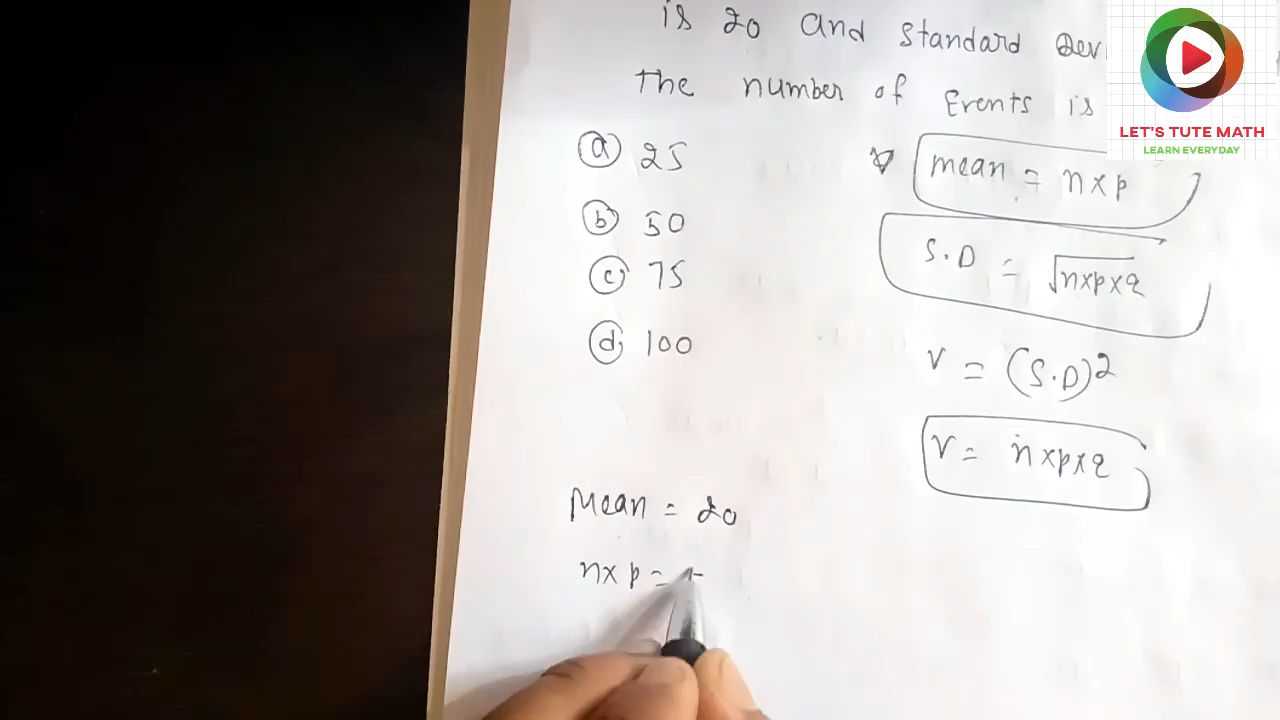 is 20 and standard Dev
The number of Events is
LET'S TUTE MATH
LEARN EVERYDAY
(a) 25
(b) 50
(c) 75
(d) 100
mean = n×p
S.D = √n×p×q
V = (S.D)2
V = n×p×q
Mean = 20
n×p =